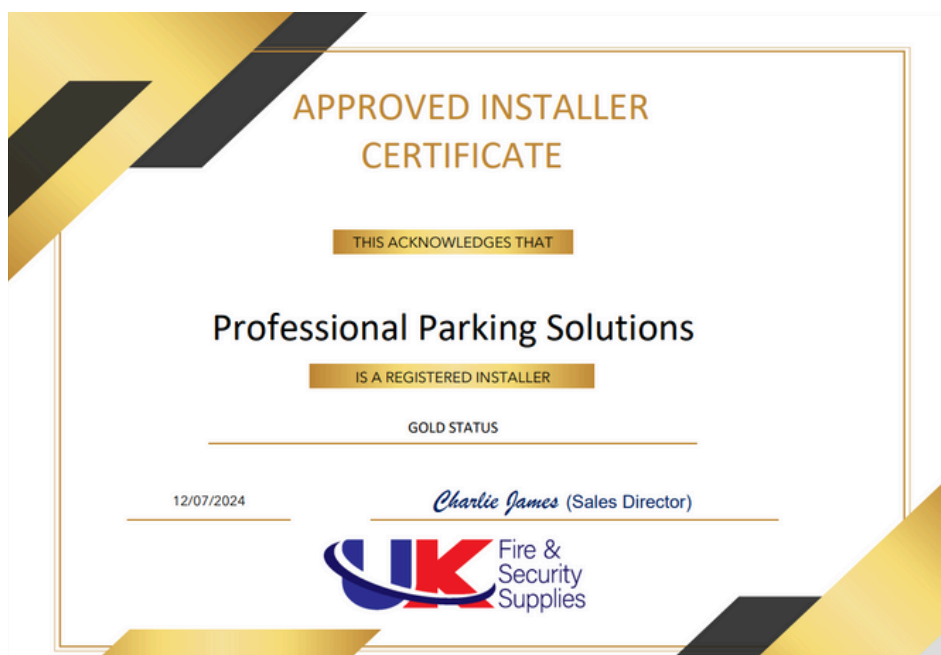 APPROVED INSTALLER
CERTIFICATE
THIS ACKNOWLEDGES THAT
Professional Parking Solutions
IS A REGISTERED INSTALLER
GOLD STATUS
12/07/2024
Charlie James (Sales Director)
UK
Fire &
Security
Supplies